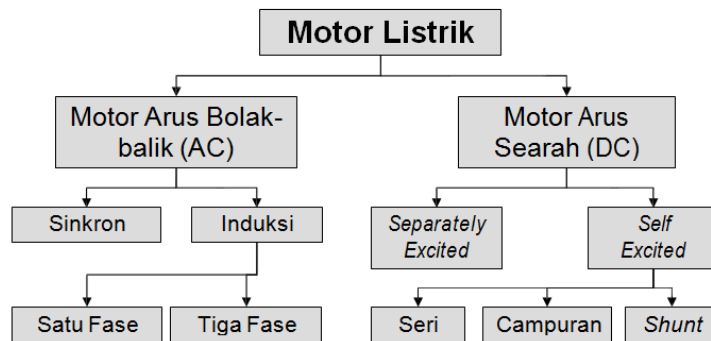 Motor Listrik
Motor Arus Bolak-
balik (AC)
Motor Arus
Searah (DC)
Sinkron
Induksi
Separately
Excited
Self
Excited
Satu Fase
Tiga Fase
Seri
Campuran
Shunt